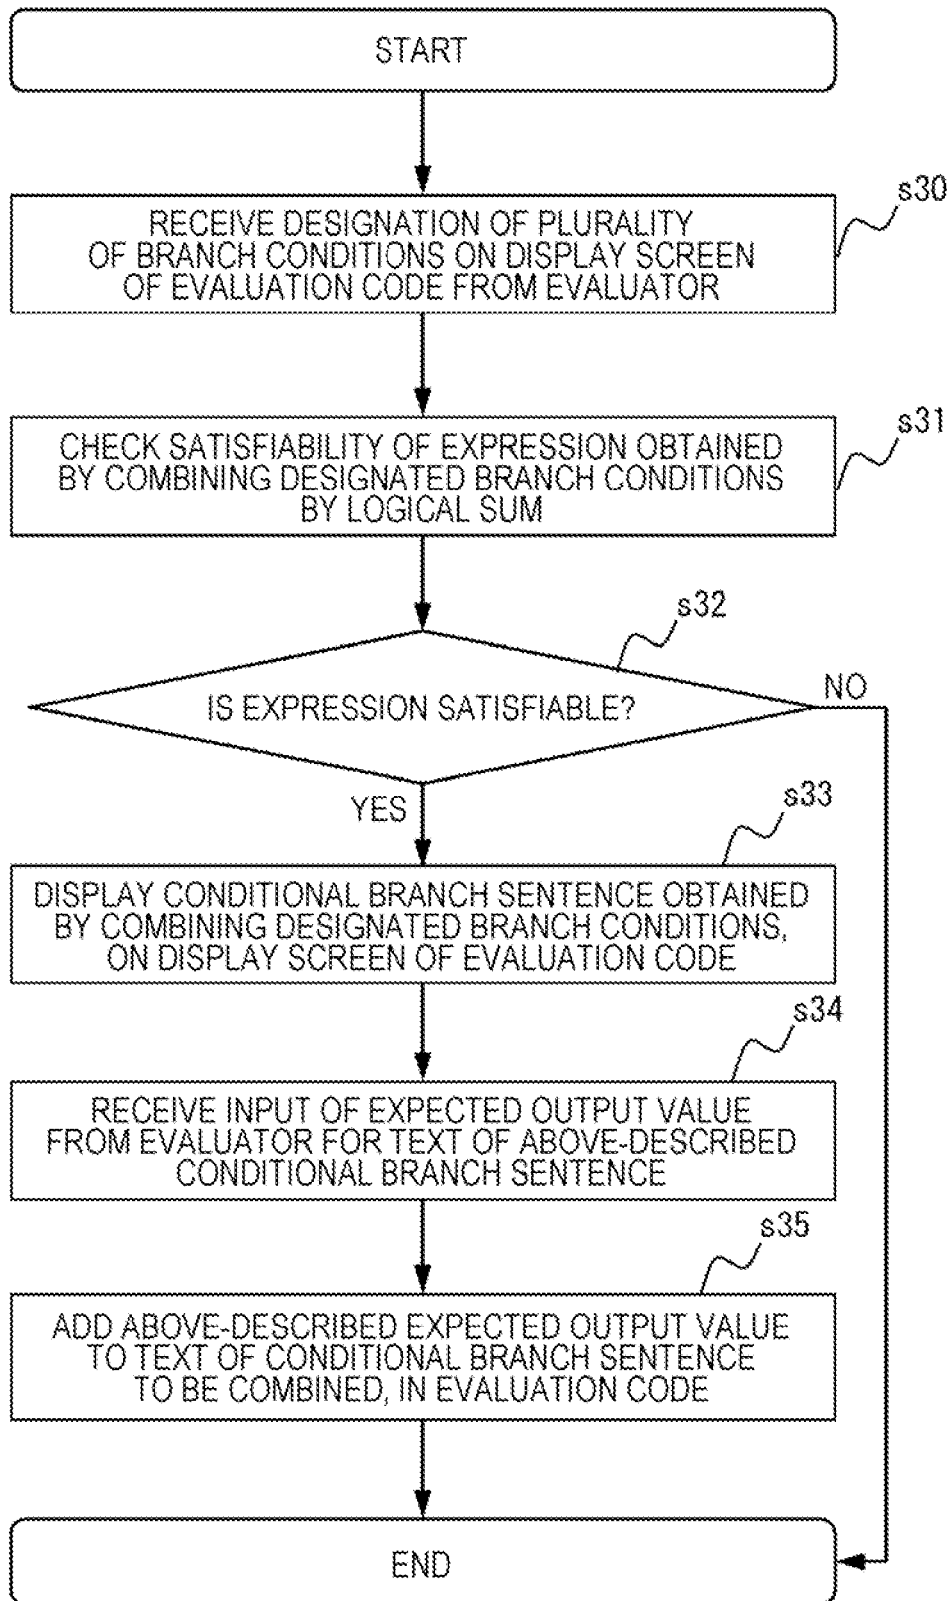 START
s30
RECEIVE DESIGNATION OF PLURALITY
OF BRANCH CONDITIONS ON DISPLAY SCREEN
OF EVALUATION CODE FROM EVALUATOR
s31
CHECK SATISFIABILITY OF EXPRESSION OBTAINED
BY COMBINING DESIGNATED BRANCH CONDITIONS
BY LOGICAL SUM
s32
IS EXPRESSION SATISFIABLE?
NO
YES
s33
DISPLAY CONDITIONAL BRANCH SENTENCE OBTAINED
BY COMBINING DESIGNATED BRANCH CONDITIONS,
ON DISPLAY SCREEN OF EVALUATION CODE
s34
RECEIVE INPUT OF EXPECTED OUTPUT VALUE
FROM EVALUATOR FOR TEXT OF ABOVE-DESCRIBED
CONDITIONAL BRANCH SENTENCE
s35
ADD ABOVE-DESCRIBED EXPECTED OUTPUT VALUE
TO TEXT OF CONDITIONAL BRANCH SENTENCE
TO BE COMBINED, IN EVALUATION CODE
END